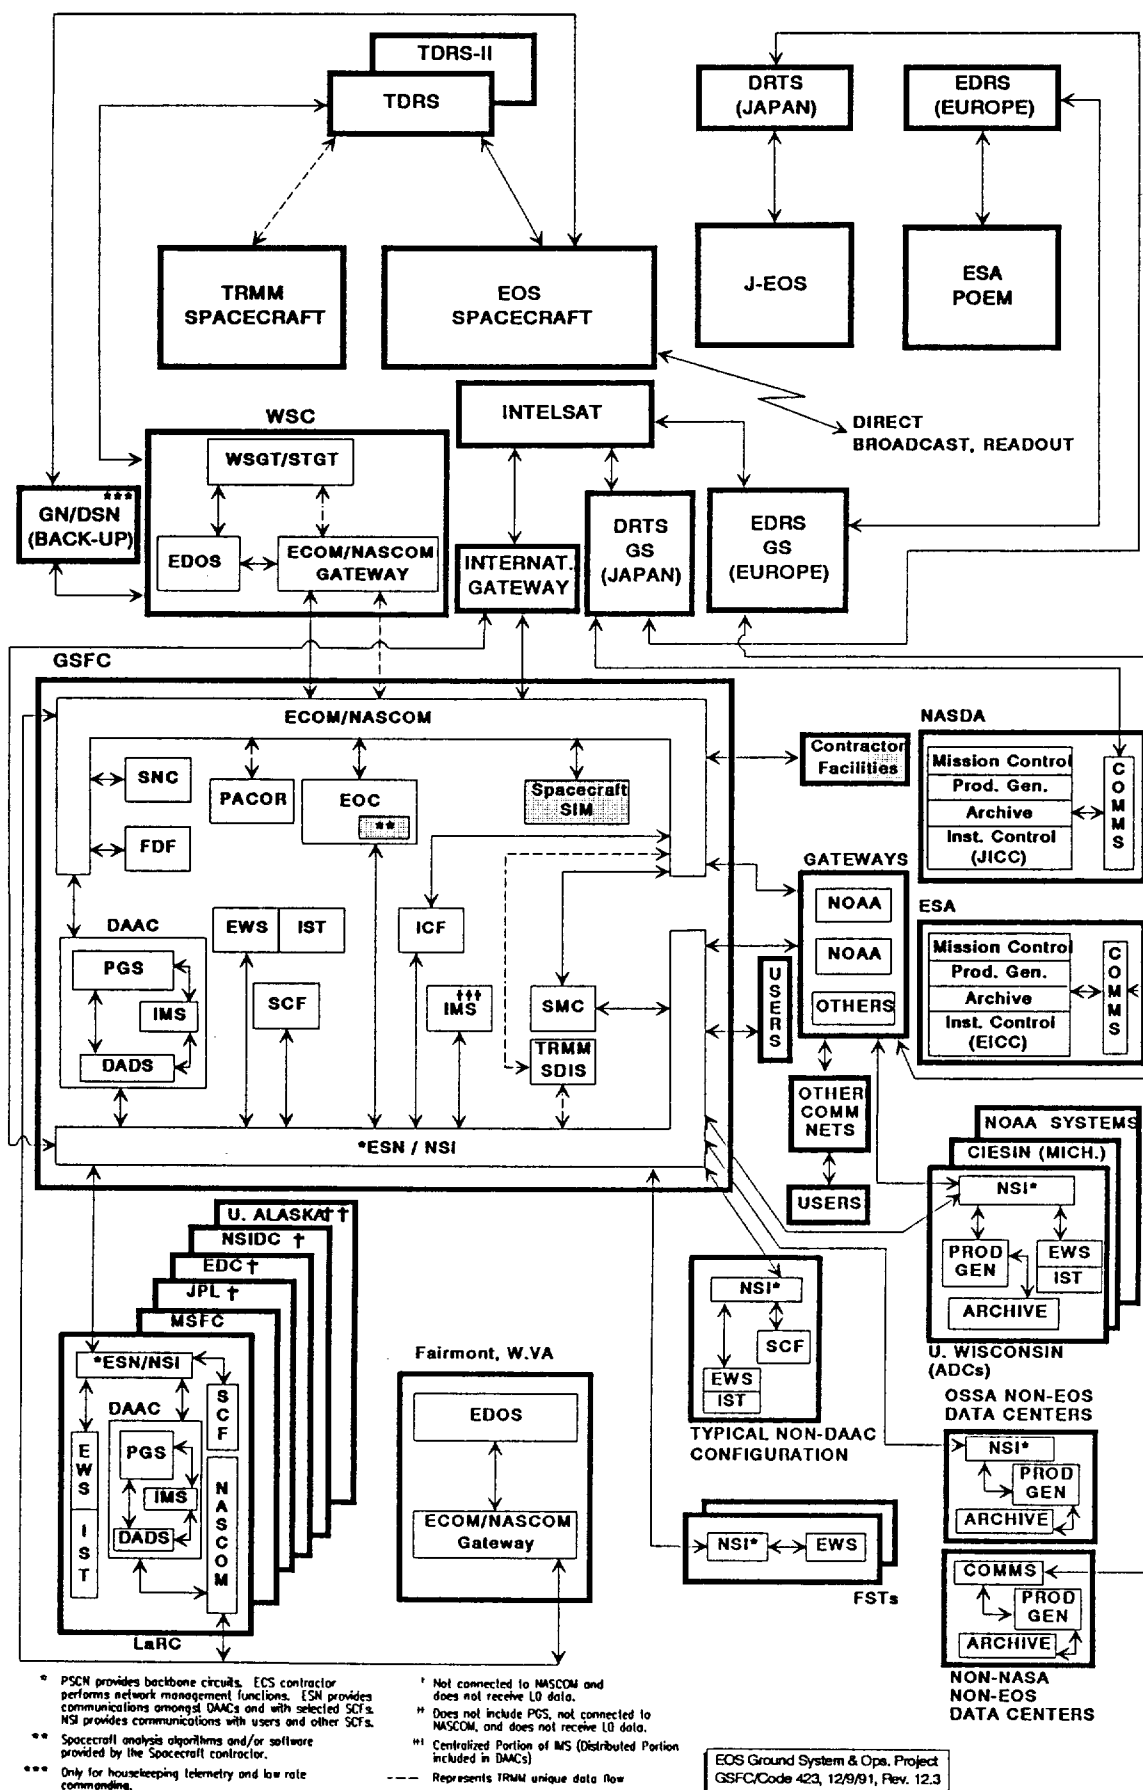 TDRS-II
TDRS
DRTS
(JAPAN)
EDRS
(EUROPE)
TRMM
SPACECRAFT
EOS
SPACECRAFT
J-EOS
ESA
POEM
INTELSAT
DIRECT
BROADCAST, READOUT
WSC
WSGT/STGT
EDOS
ECOM/NASCOM
GATEWAY
***
GN/DSN
(BACK-UP)
INTERNAT.
GATEWAY
DRTS
GS
(JAPAN)
EDRS
GS
(EUROPE)
GSFC
ECOM/NASCOM
SNC
FDF
PACOR
EOC
**
Spacecraft
SIM
Contractor
Facilities
NASDA
Mission Control
Prod. Gen.
Archive
Inst. Control
(JICC)
COMMS
GATEWAYS
NOAA
NOAA
OTHERS
ESA
Mission Control
Prod. Gen.
Archive
Inst. Control
(EICC)
COMMS
DAAC
PGS
IMS
DADS
EWS
IST
SCF
ICF
†††
IMS
SMC
TRMM
SDIS
USERS
*ESN / NSI
OTHER
COMM
NETS
USERS
NOAA SYSTEMS
CIESIN (MICH.)
NSI*
PROD
GEN
EWS
IST
ARCHIVE
U. WISCONSIN
(ADCs)
U. ALASKA††
NSIDC †
EDC †
JPL †
MSFC
*ESN/NSI
DAAC
PGS
IMS
DADS
EWS
IST
SCF
NASCOM
LaRC
Fairmont, W.VA
EDOS
ECOM/NASCOM
Gateway
NSI*
SCF
EWS
IST
TYPICAL NON-DAAC
CONFIGURATION
NSI*
EWS
FSTs
OSSA NON-EOS
DATA CENTERS
NSI*
PROD
GEN
ARCHIVE
COMMS
PROD
GEN
ARCHIVE
NON-NASA
NON-EOS
DATA CENTERS
* PSCN provides backbone circuits. ECS contractor
performs network management functions. ESN provides
communications amongst DAACs and with selected SCFs.
NSI provides communications with users and other SCFs.
** Spacecraft analysis algorithms and/or software
provided by the Spacecraft contractor.
*** Only for housekeeping telemetry and low rate
commanding.
† Not connected to NASCOM and
does not receive L0 data.
†† Does not include PGS, not connected to
NASCOM, and does not receive L0 data.
††† Centralized Portion of IMS (Distributed Portion
included in DAACs)
--- Represents TRMM unique data flow
EOS Ground System & Ops. Project
GSFC/Code 423, 12/9/91, Rev. 12.3